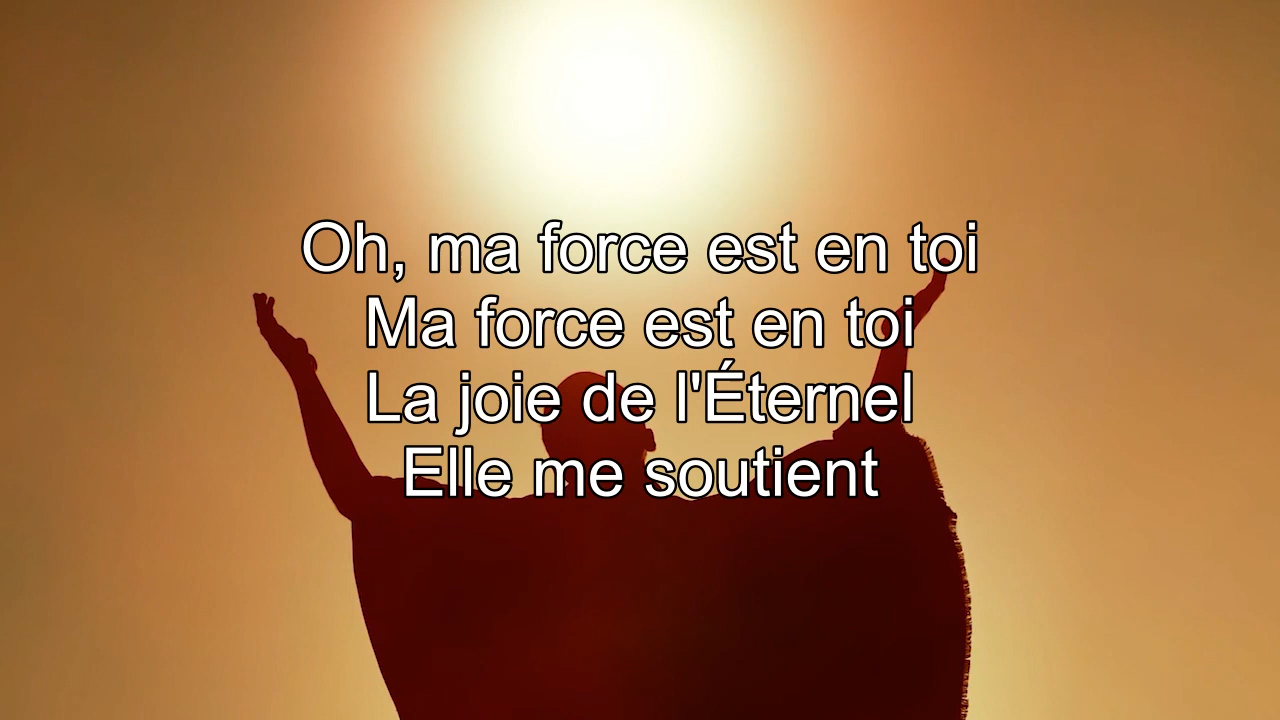 Oh, ma force est en toi
Ma force est en toi
La joie de l'Éternel
Elle me soutient